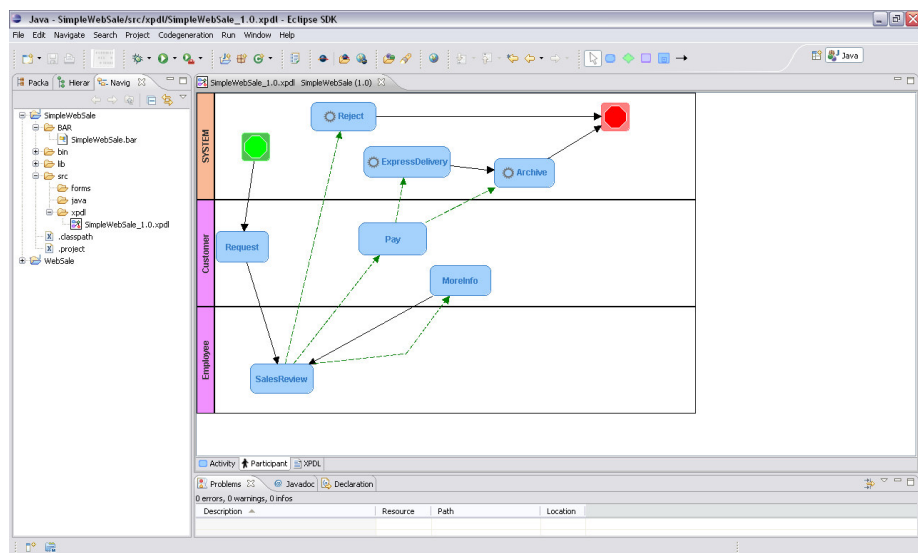 Java - SimpleWebSale/src/xpdl/SimpleWebSale_1.0.xpdl - Eclipse SDK
File Edit Navigate Search Project Codegeneration Run Window Help
Java
Packa Hierar Navig
SimpleWebSale_1.0.xpdl SimpleWebSale (1.0)
SimpleWebSale
BAR
SimpleWebSale.bar
bin
lib
src
forms
java
xpdl
SimpleWebSale_1.0.xpdl
.classpath
.project
WebSale
SYSTEM
Reject
ExpressDelivery
Archive
Customer
Request
Pay
MoreInfo
Employee
SalesReview
Activity Participant XPDL
Problems Javadoc Declaration
0 errors, 0 warnings, 0 infos
Description Resource Path Location